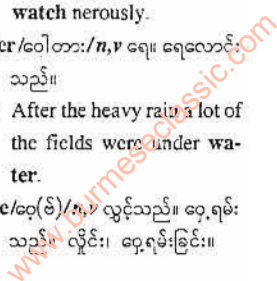 watch nerously.
er/ဝေါ်တား/n,v ရေ။ ရေလောင်း
သည်။
After the heavy rain a lot of
the fields were under wa-
ter.
e/ဝေ့(ဗ်)/n,v လွှင့်သည်။ ဝှေ့ရမ်း
သည်။ လှိုင်း၊ ဝှေ့ရမ်းခြင်း။
www.burmeseclassic.com